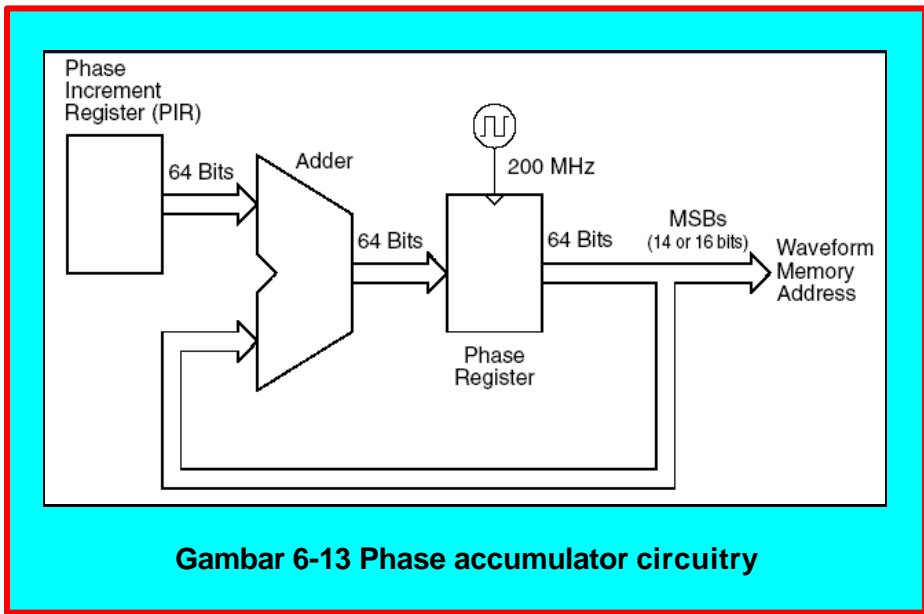 Phase
Increment
Register (PIR)
64 Bits
Adder
200 MHz
64 Bits
64 Bits
MSBs
(14 or 16 bits)
Waveform
Memory
Address
Phase
Register
Gambar 6-13 Phase accumulator circuitry